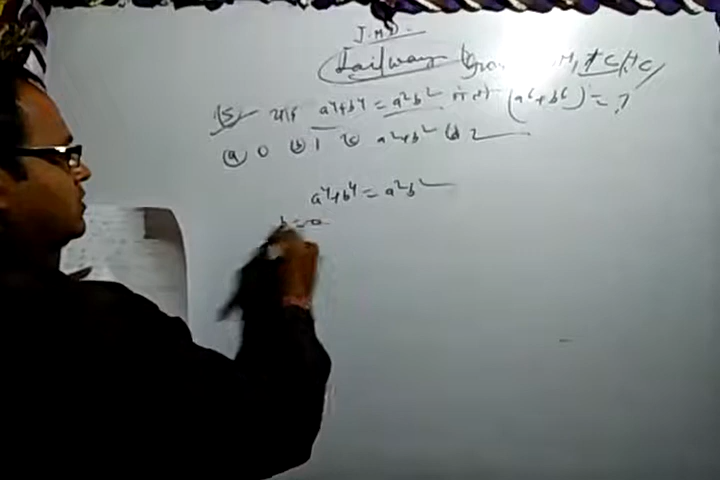 J.M.D.
Railway
15 यदि a⁴+b⁴ = a²b² (a⁶+b⁶) = ?
(a) 0 (b) 1 (c) a²+b² (d) 2
a⁴+b⁴ = a²b²
b =